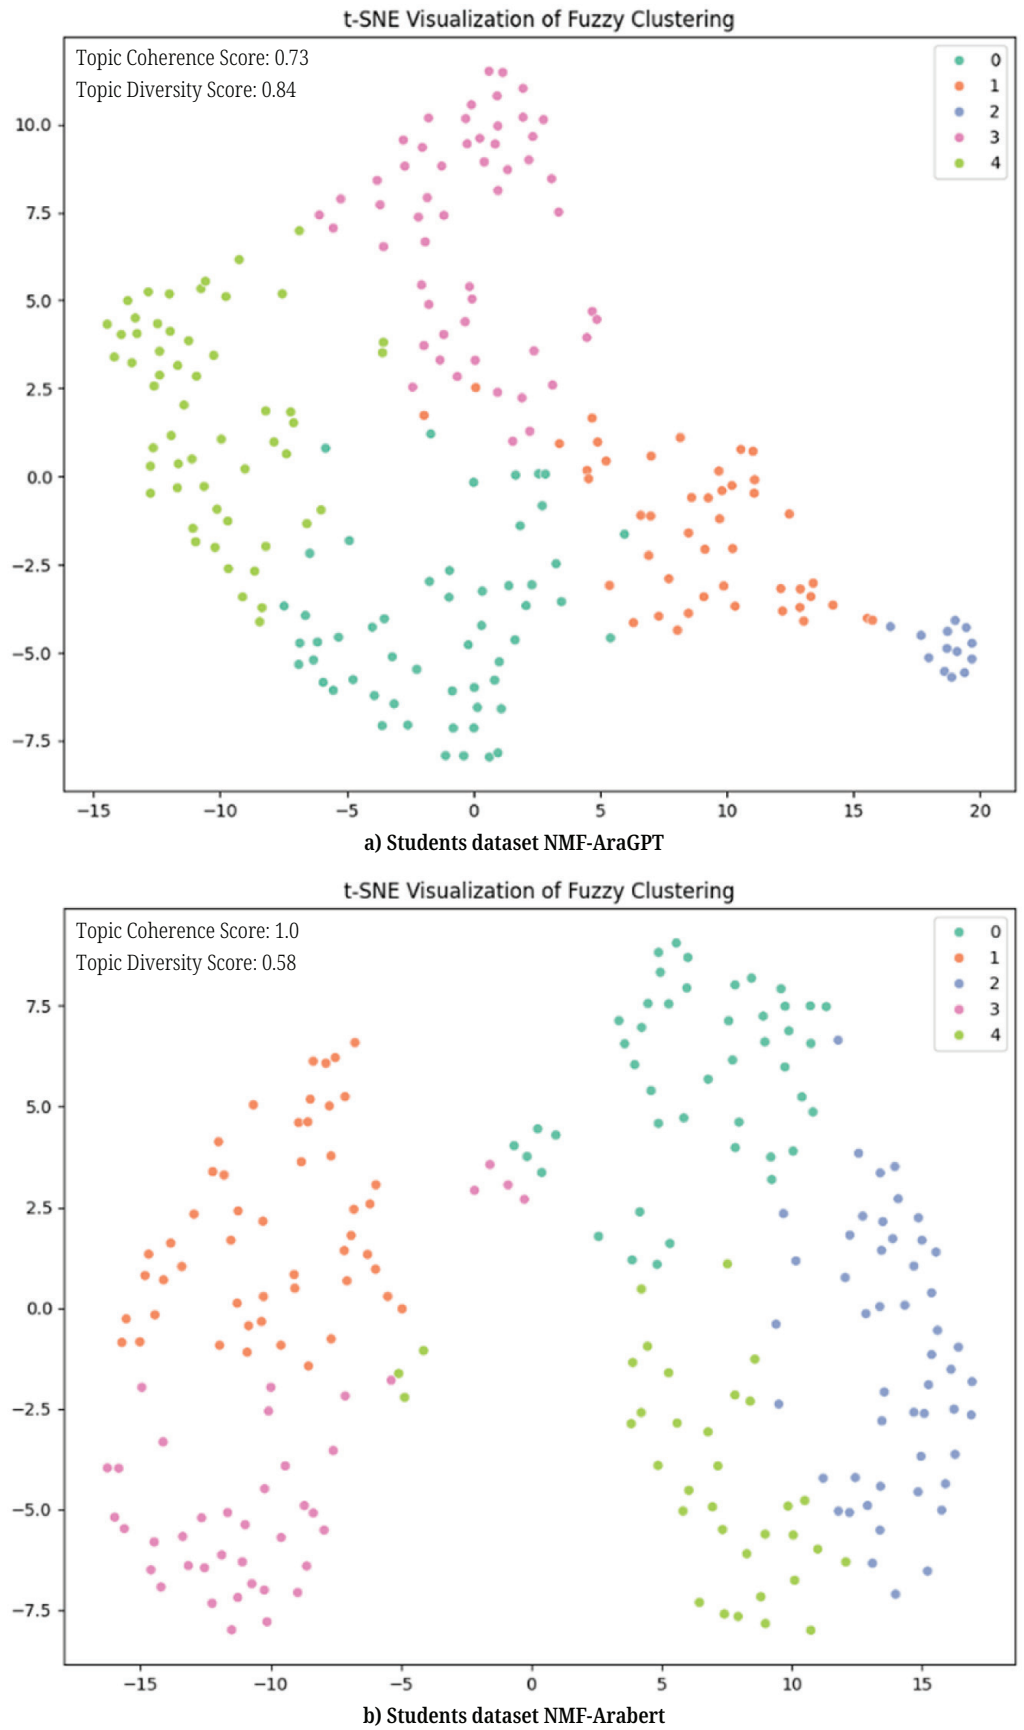 t-SNE Visualization of Fuzzy Clustering
Topic Coherence Score: 0.73
Topic Diversity Score: 0.84
0
1
2
3
4
10.0
7.5
5.0
2.5
0.0
−2.5
−5.0
−7.5
−15 −10 −5 0 5 10 15 20
a) Students dataset NMF-AraGPT
t-SNE Visualization of Fuzzy Clustering
Topic Coherence Score: 1.0
Topic Diversity Score: 0.58
0
1
2
3
4
7.5
5.0
2.5
0.0
−2.5
−5.0
−7.5
−15 −10 −5 0 5 10 15
b) Students dataset NMF-Arabert